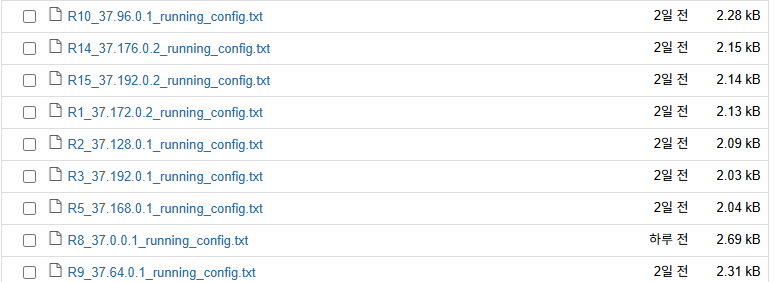 R10_37.96.0.1_running_config.txt 2일 전 2.28 kB
R14_37.176.0.2_running_config.txt 2일 전 2.15 kB
R15_37.192.0.2_running_config.txt 2일 전 2.14 kB
R1_37.172.0.2_running_config.txt 2일 전 2.13 kB
R2_37.128.0.1_running_config.txt 2일 전 2.09 kB
R3_37.192.0.1_running_config.txt 2일 전 2.03 kB
R5_37.168.0.1_running_config.txt 2일 전 2.04 kB
R8_37.0.0.1_running_config.txt 하루 전 2.69 kB
R9_37.64.0.1_running_config.txt 2일 전 2.31 kB